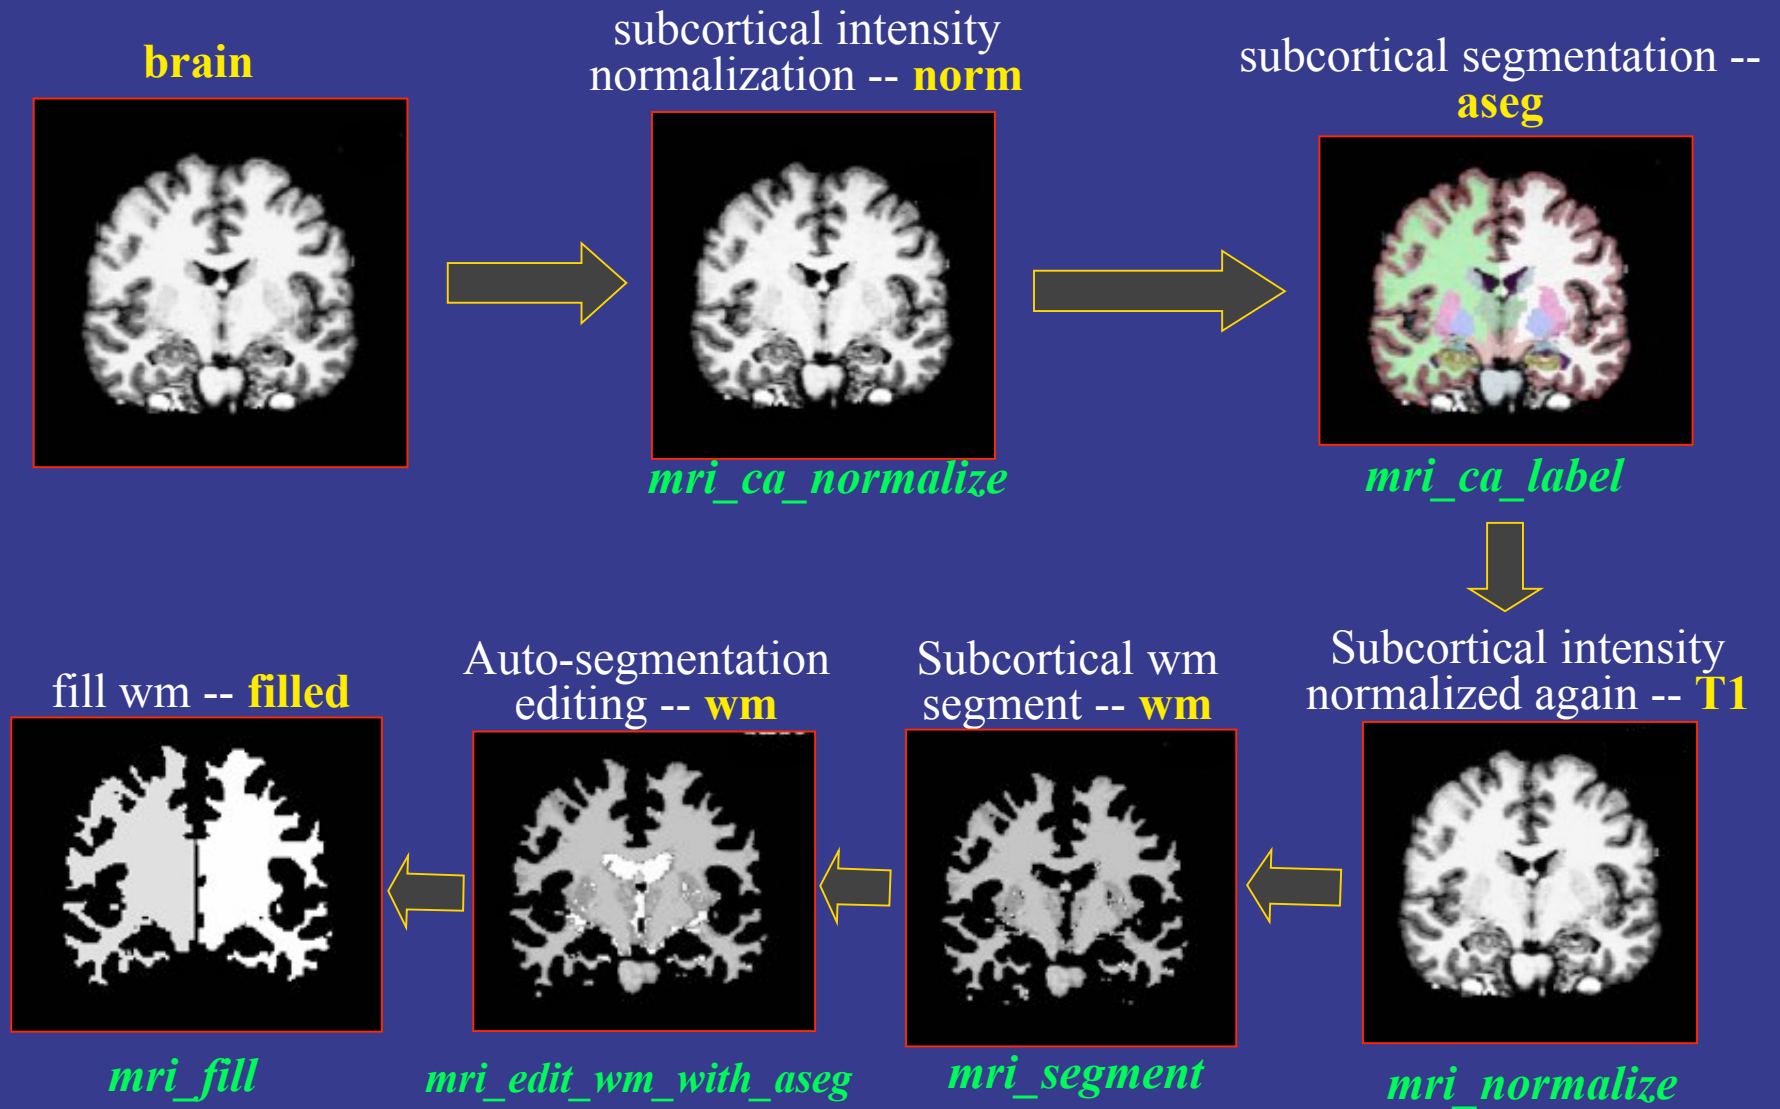 brain
subcortical intensity
normalization -- norm
subcortical segmentation --
aseg
mri_ca_normalize
mri_ca_label
fill wm -- filled
Auto-segmentation
editing -- wm
Subcortical wm
segment -- wm
Subcortical intensity
normalized again -- T1
mri_fill
mri_edit_wm_with_aseg
mri_segment
mri_normalize